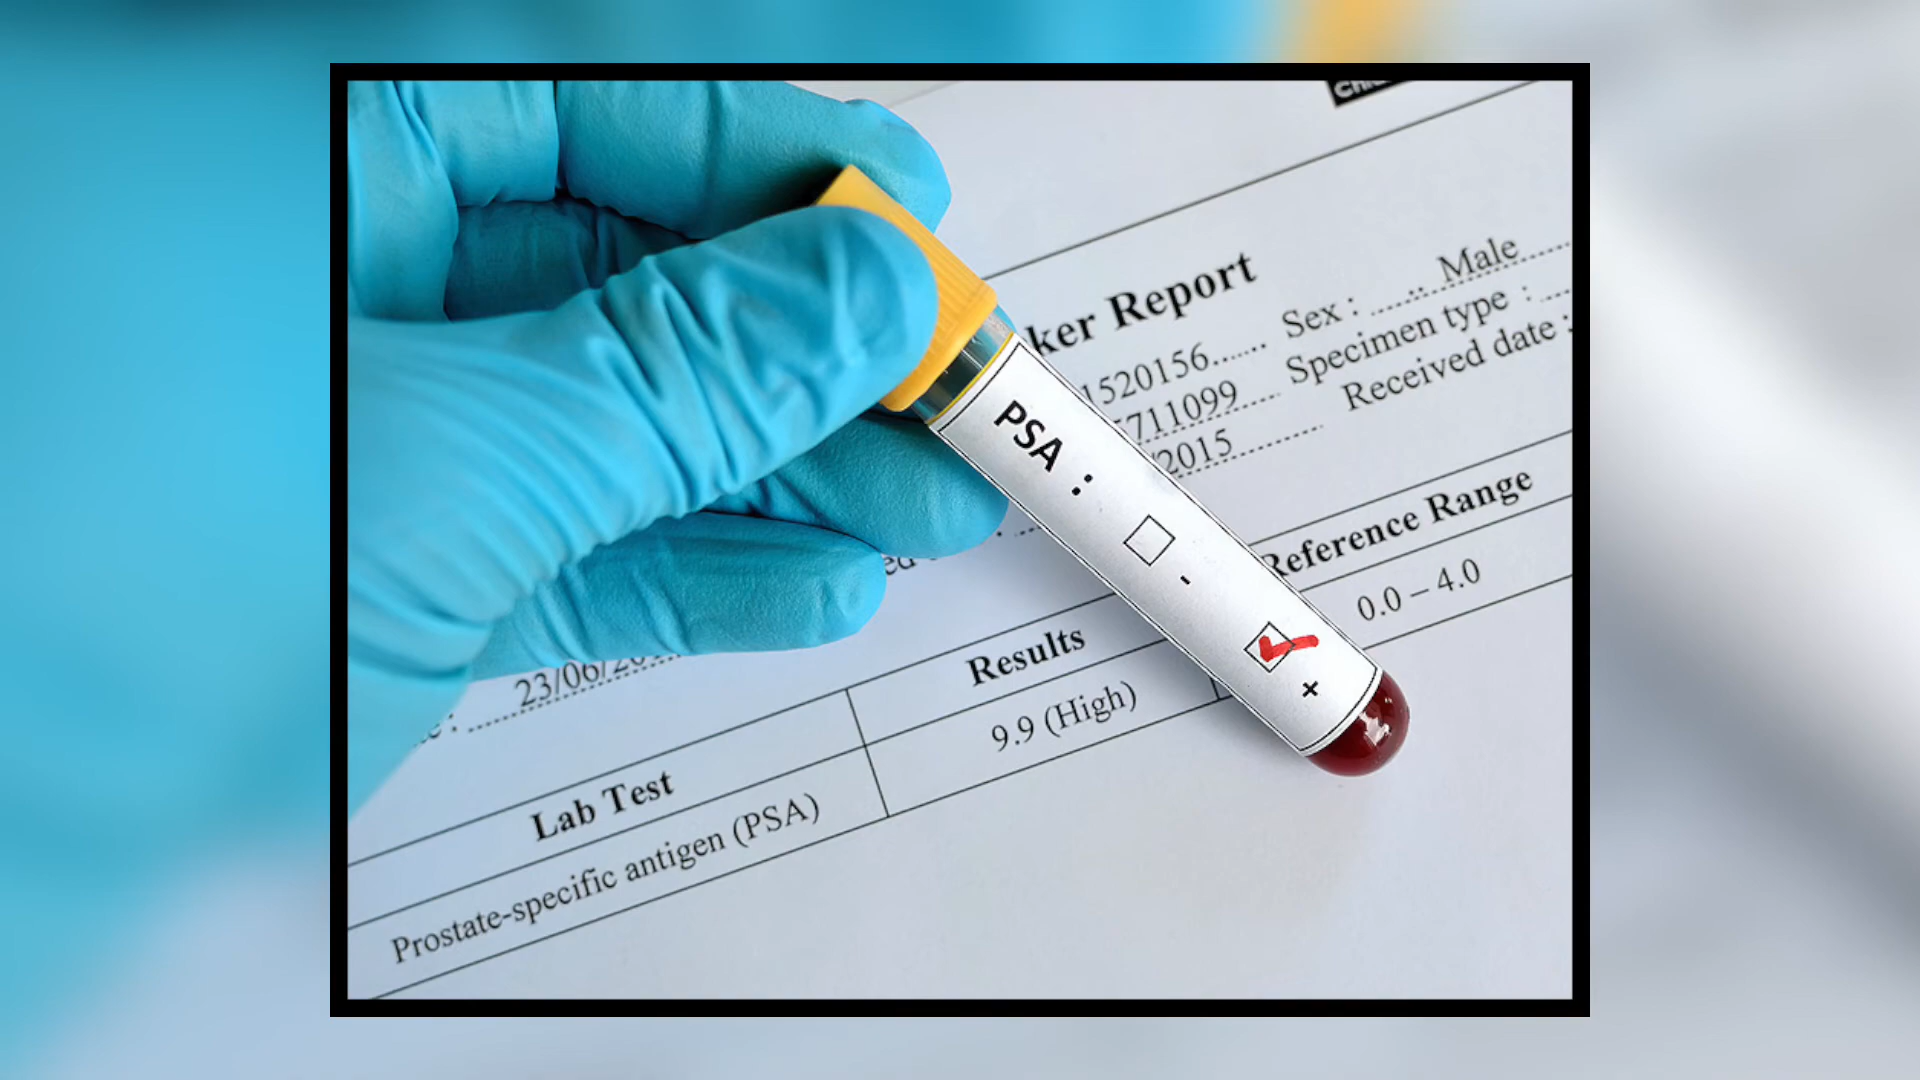 ker Report
Sex : Male
1520156
Specimen type :
711099
Received date :
/2015
23/06/20
Lab Test Results Reference Range
Prostate-specific antigen (PSA) 9.9 (High) 0.0 – 4.0
PSA :
-
+